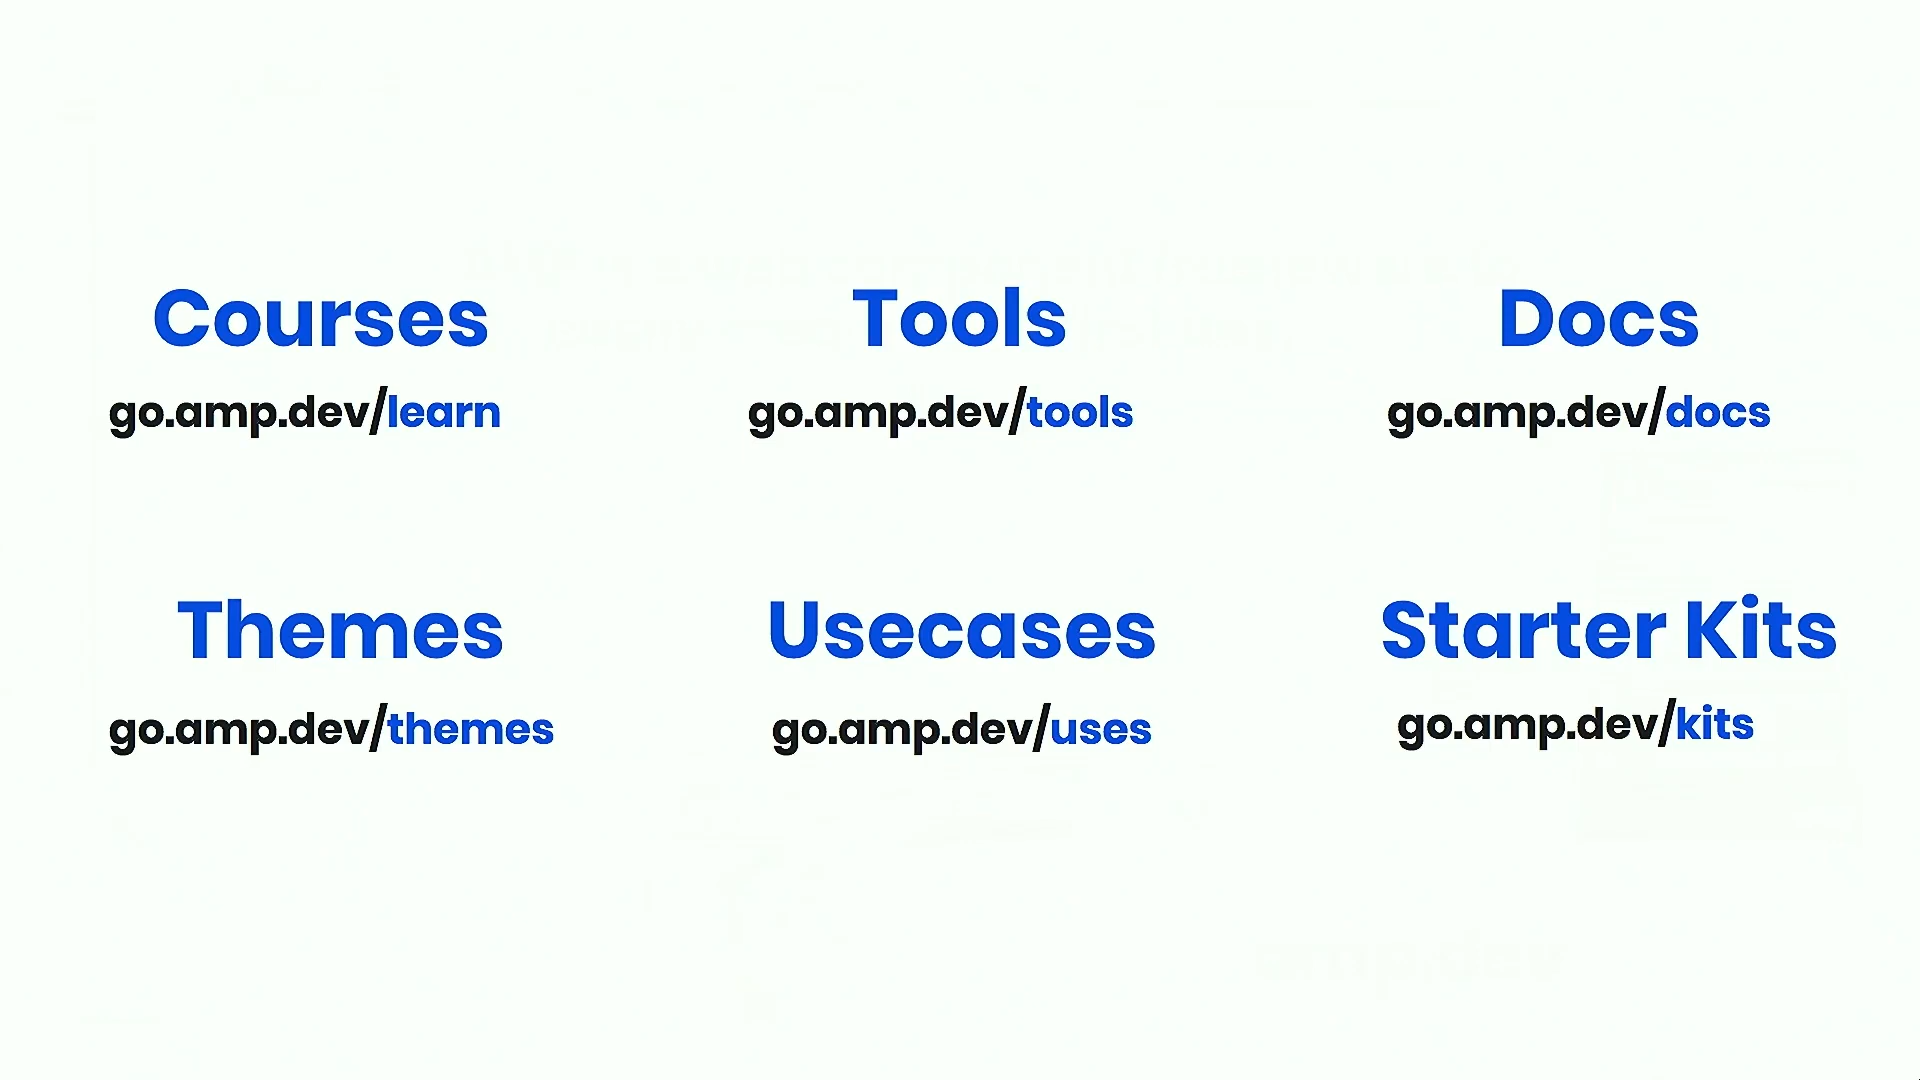 Courses
go.amp.dev/learn
Tools
go.amp.dev/tools
Docs
go.amp.dev/docs
Themes
go.amp.dev/themes
Usecases
go.amp.dev/uses
Starter Kits
go.amp.dev/kits